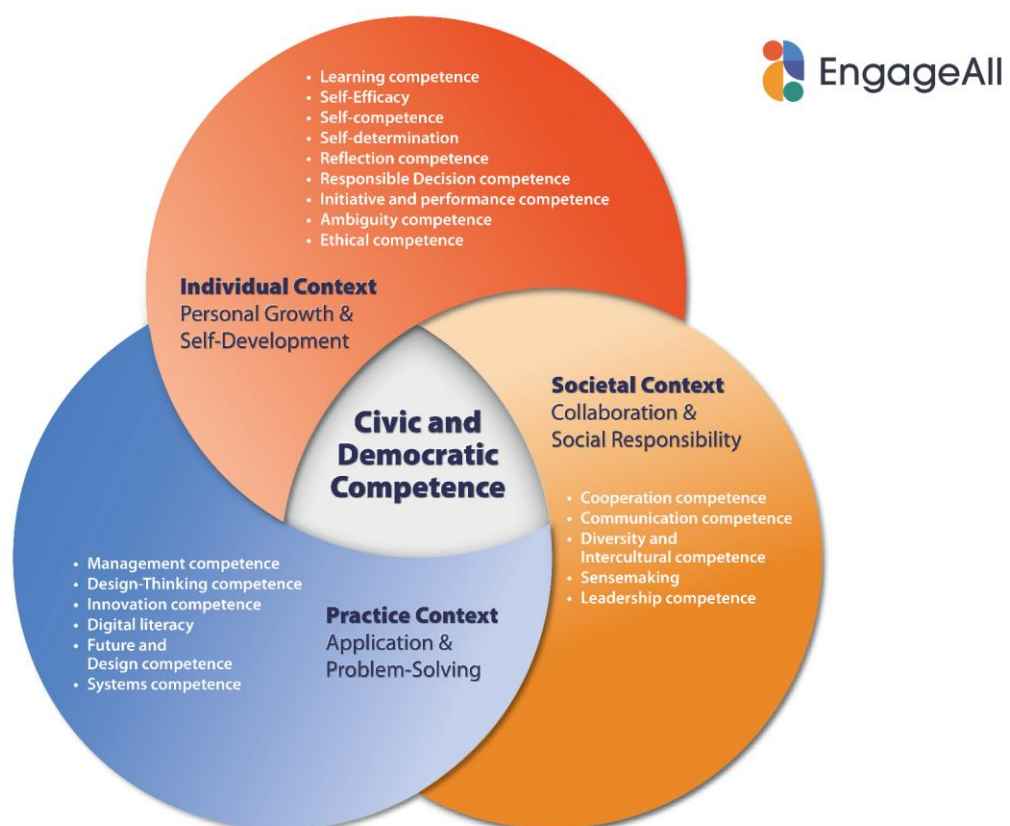 EngageAll
• Learning competence
• Self-Efficacy
• Self-competence
• Self-determination
• Reflection competence
• Responsible Decision competence
• Initiative and performance competence
• Ambiguity competence
• Ethical competence
Individual Context
Personal Growth &
Self-Development
Civic and
Democratic
Competence
Societal Context
Collaboration &
Social Responsibility
• Cooperation competence
• Communication competence
• Diversity and
Intercultural competence
• Sensemaking
• Leadership competence
• Management competence
• Design-Thinking competence
• Innovation competence
• Digital literacy
• Future and
Design competence
• Systems competence
Practice Context
Application &
Problem-Solving